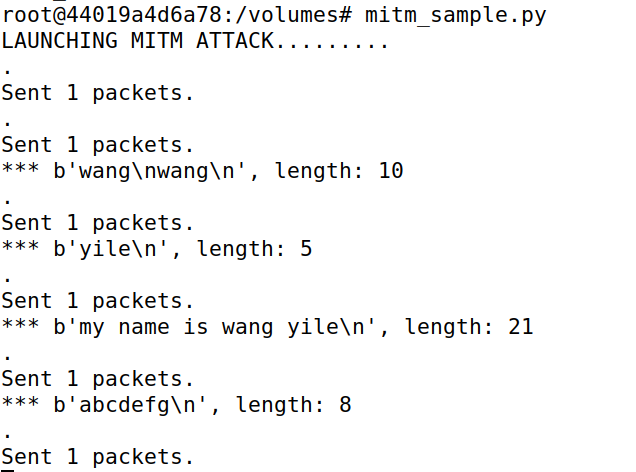 root@44019a4d6a78:/volumes# mitm_sample.py
LAUNCHING MITM ATTACK.........
.
Sent 1 packets.
.
Sent 1 packets.
*** b'wang\nwang\n', length: 10
.
Sent 1 packets.
*** b'yile\n', length: 5
.
Sent 1 packets.
*** b'my name is wang yile\n', length: 21
.
Sent 1 packets.
*** b'abcdefg\n', length: 8
.
Sent 1 packets.